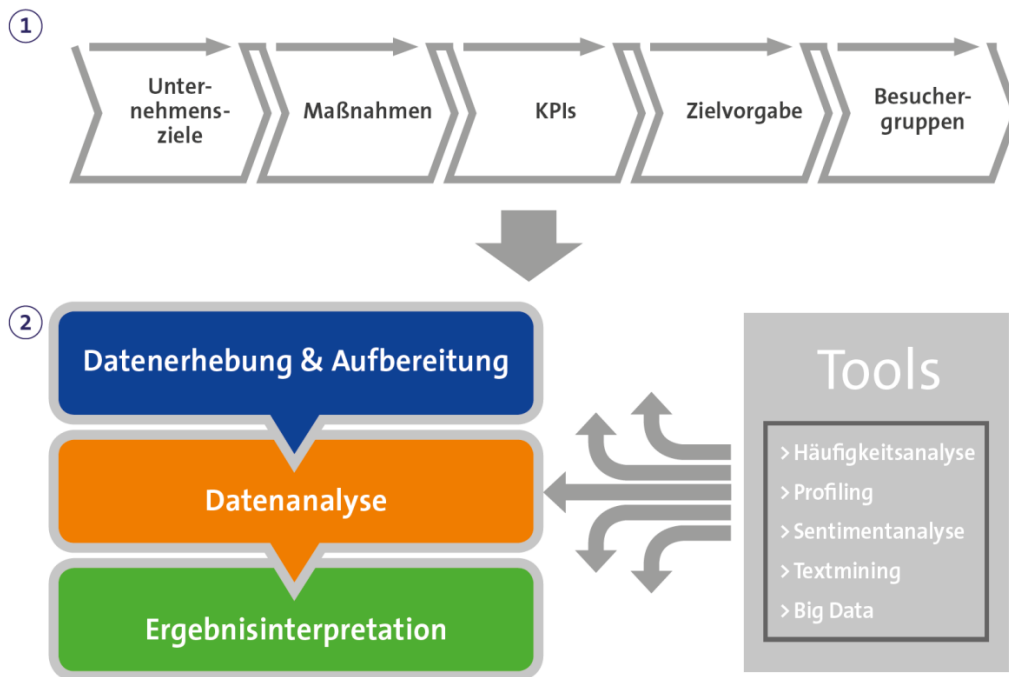 1
Unter-
nehmens-
ziele
Maßnahmen
KPIs
Zielvorgabe
Besucher-
gruppen
2
Datenerhebung & Aufbereitung
Datenanalyse
Ergebnisinterpretation
Tools
> Häufigkeitsanalyse
> Profiling
> Sentimentanalyse
> Textmining
> Big Data